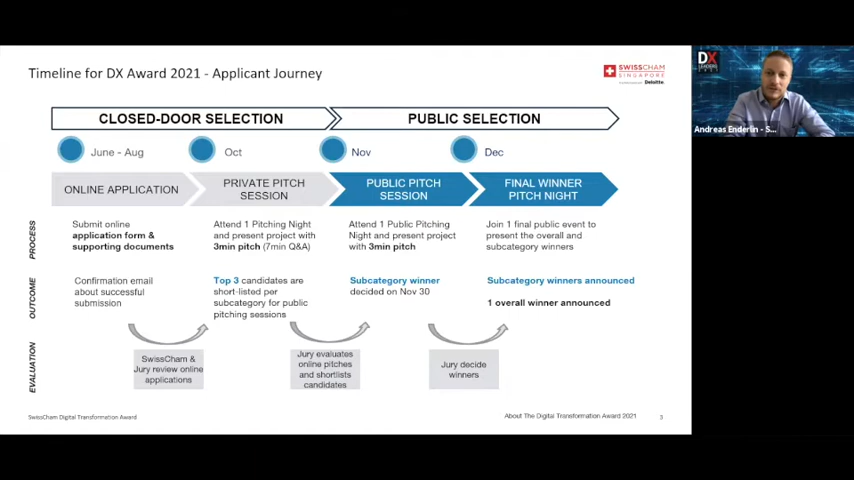 Timeline for DX Award 2021 - Applicant Journey
SWISSCHAM
SINGAPORE
Deloitte.
DX
LEADERS
Andreas Enderlin - S...
CLOSED-DOOR SELECTION
PUBLIC SELECTION
June - Aug
Oct
Nov
Dec
ONLINE APPLICATION
PRIVATE PITCH
SESSION
PUBLIC PITCH
SESSION
FINAL WINNER
PITCH NIGHT
PROCESS
Submit online
application form &
supporting documents
Attend 1 Pitching Night
and present project with
3min pitch (7min Q&A)
Attend 1 Public Pitching
Night and present project
with 3min pitch
Join 1 final public event to
present the overall and
subcategory winners
OUTCOME
Confirmation email
about successful
submission
Top 3 candidates are
short-listed per
subcategory for public
pitching sessions
Subcategory winner
decided on Nov 30
Subcategory winners announced
1 overall winner announced
EVALUATION
SwissCham &
Jury review online
applications
Jury evaluates
online pitches
and shortlists
candidates
Jury decide
winners
SwissCham Digital Transformation Award
About The Digital Transformation Award 2021
3